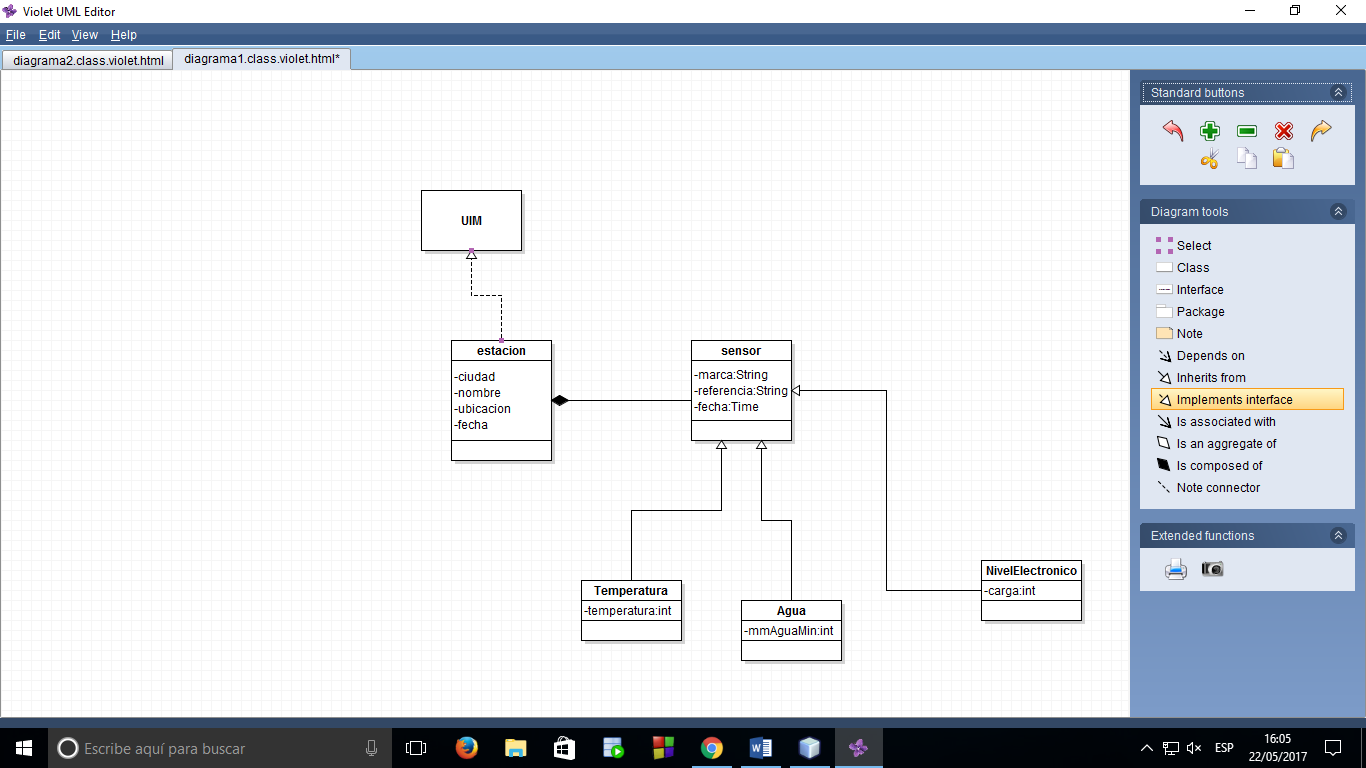 Violet UML Editor
File Edit View Help
diagrama2.class.violet.html
diagrama1.class.violet.html*
UIM
estacion
-ciudad
-nombre
-ubicacion
-fecha
sensor
-marca:String
-referencia:String
-fecha:Time
Temperatura
-temperatura:int
Agua
-mmAguaMin:int
NivelElectronico
-carga:int
Standard buttons
Diagram tools
Select
Class
Interface
Package
Note
Depends on
Inherits from
Implements interface
Is associated with
Is an aggregate of
Is composed of
Note connector
Extended functions
Escribe aquí para buscar
ESP
16:05
22/05/2017